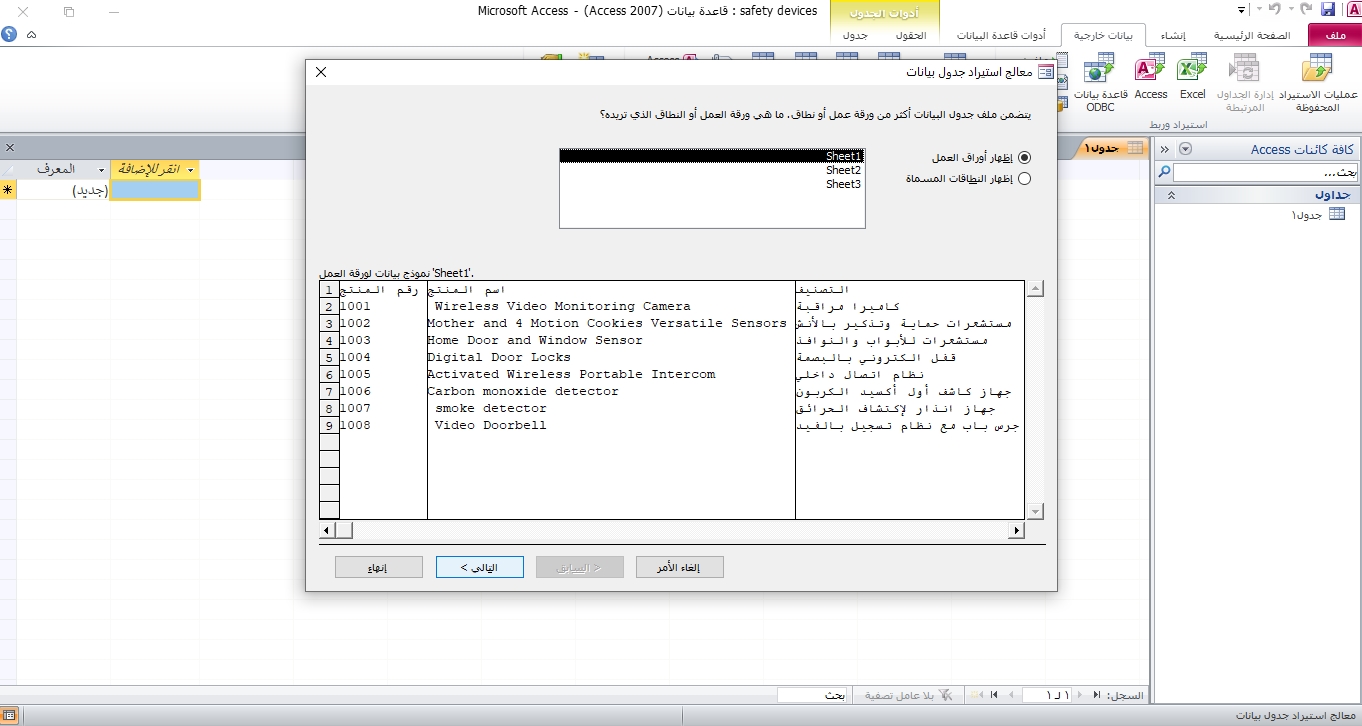 safety devices : قاعدة بيانات (Access 2007) - Microsoft Access
أدوات الجدول
ملف
الصفحة الرئيسية
إنشاء
بيانات خارجية
أدوات قاعدة البيانات
الحقول
جدول
عمليات الاستيراد المحفوظة
إدارة الجداول المرتبطة
Excel
Access
قاعدة بيانات ODBC
استيراد وربط
كافة كائنات Access
بحث...
جداول
جدول١
جدول١
المعرف
انقر للإضافة
(جديد)
معالج استيراد جدول بيانات
يتضمن ملف جدول البيانات أكثر من ورقة عمل أو نطاق. ما هي ورقة العمل أو النطاق الذي تريده؟
إظهار أوراق العمل
إظهار النطاقات المسماة
Sheet1
Sheet2
Sheet3
نموذج بيانات لورقة العمل 'Sheet1'.
1 رقم المنتج اسم المنتج التصنيف
2 1001 Wireless Video Monitoring Camera كاميرا مراقبة
3 1002 Mother and 4 Motion Cookies Versatile Sensors مستشعرات حماية وتذكير بالأنش
4 1003 Home Door and Window Sensor مستشعرات للأبواب والنوافذ
5 1004 Digital Door Locks قفل الكتروني بالبصمة
6 1005 Activated Wireless Portable Intercom نظام اتصال داخلي
7 1006 Carbon monoxide detector جهاز كاشف أول أكسيد الكربون
8 1007 smoke detector جهاز انذار لإكتشاف الحرائق
9 1008 Video Doorbell جرس باب مع نظام تسجيل بالفيد
إلغاء الأمر
< السابق
التالي >
إنهاء
السجل: ١ لـ ١
بلا عامل تصفية
بحث
معالج استيراد جدول بيانات